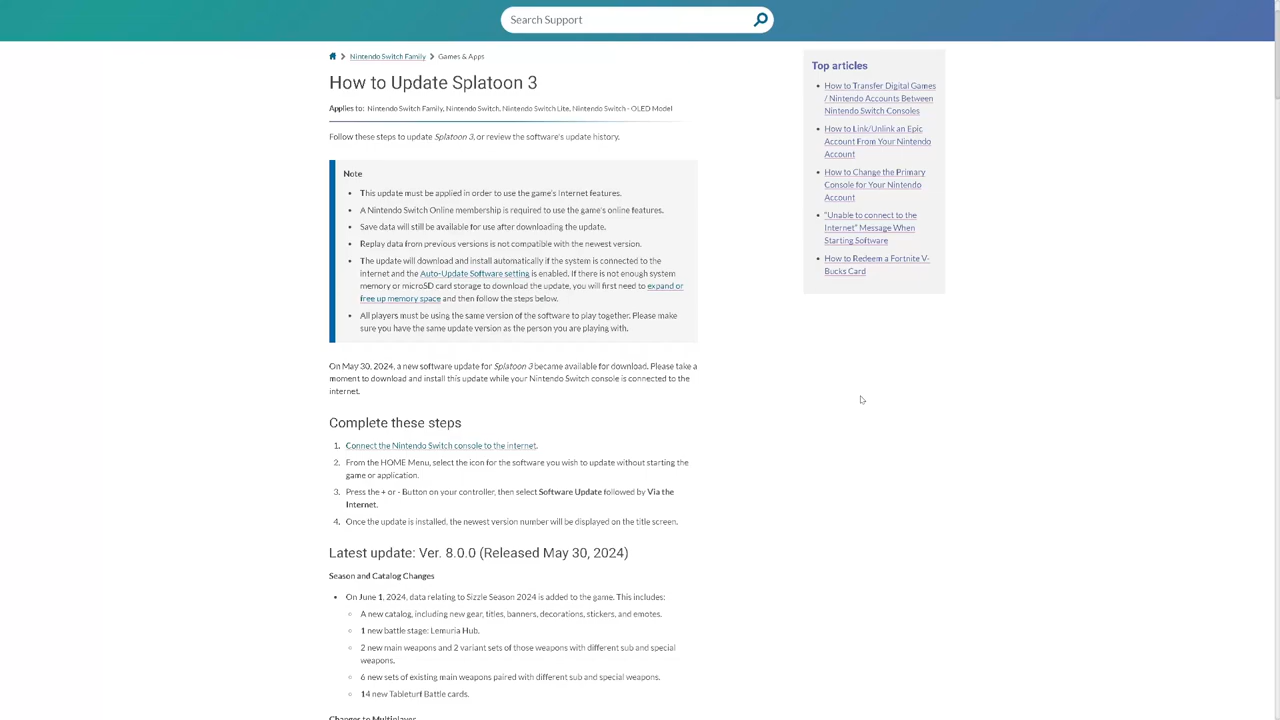 Search Support
Nintendo Switch Family > Games & Apps
How to Update Splatoon 3
Applies to: Nintendo Switch Family, Nintendo Switch, Nintendo Switch Lite, Nintendo Switch - OLED Model
Follow these steps to update Splatoon 3, or review the software's update history.
Note
• This update must be applied in order to use the game's Internet features.
• A Nintendo Switch Online membership is required to use the game's online features.
• Save data will still be available for use after downloading the update.
• Replay data from previous versions is not compatible with the newest version.
• The update will download and install automatically if the system is connected to the
internet and the Auto-Update Software setting is enabled. If there is not enough system
memory or microSD card storage to download the update, you will first need to expand or
free up memory space and then follow the steps below.
• All players must be using the same version of the software to play together. Please make
sure you have the same update version as the person you are playing with.
On May 30, 2024, a new software update for Splatoon 3 became available for download. Please take a
moment to download and install this update while your Nintendo Switch console is connected to the
internet.
Complete these steps
1. Connect the Nintendo Switch console to the internet.
2. From the HOME Menu, select the icon for the software you wish to update without starting the
game or application.
3. Press the + or - Button on your controller, then select Software Update followed by Via the
Internet.
4. Once the update is installed, the newest version number will be displayed on the title screen.
Latest update: Ver. 8.0.0 (Released May 30, 2024)
Season and Catalog Changes
• On June 1, 2024, data relating to Sizzle Season 2024 is added to the game. This includes:
◦ A new catalog, including new gear, titles, banners, decorations, stickers, and emotes.
◦ 1 new battle stage: Lemuria Hub.
◦ 2 new main weapons and 2 variant sets of those weapons with different sub and special
weapons.
◦ 6 new sets of existing main weapons paired with different sub and special weapons.
◦ 14 new Tableturf Battle cards.
Changes to Multiplayer
Top articles
• How to Transfer Digital Games
/ Nintendo Accounts Between
Nintendo Switch Consoles
• How to Link/Unlink an Epic
Account From Your Nintendo
Account
• How to Change the Primary
Console for Your Nintendo
Account
• "Unable to connect to the
Internet" Message When
Starting Software
• How to Redeem a Fortnite V-
Bucks Card